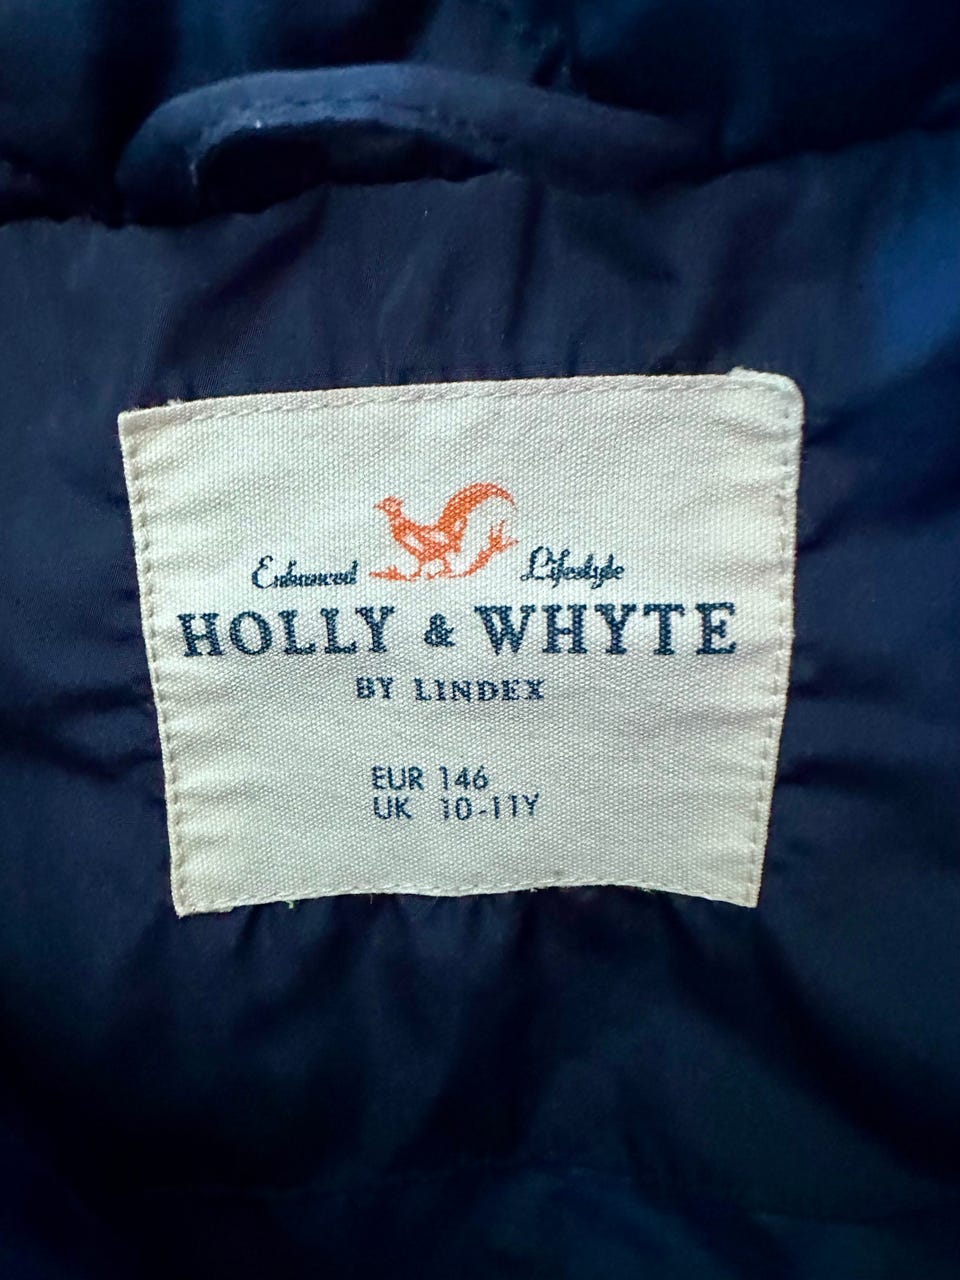 Enhanced Lifestyle
HOLLY & WHYTE
BY LINDEX
EUR 146
UK 10-11Y